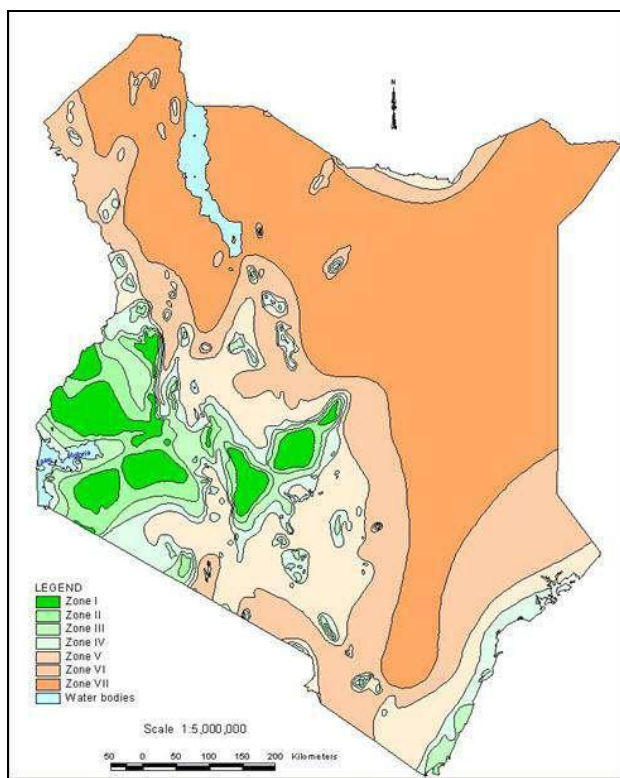 N
Victoria
LEGEND
Zone I
Zone II
Zone III
Zone IV
Zone V
Zone VI
Zone VII
Water bodies
Scale 1:5,000,000
50 0 50 100 150 200 Kilometers